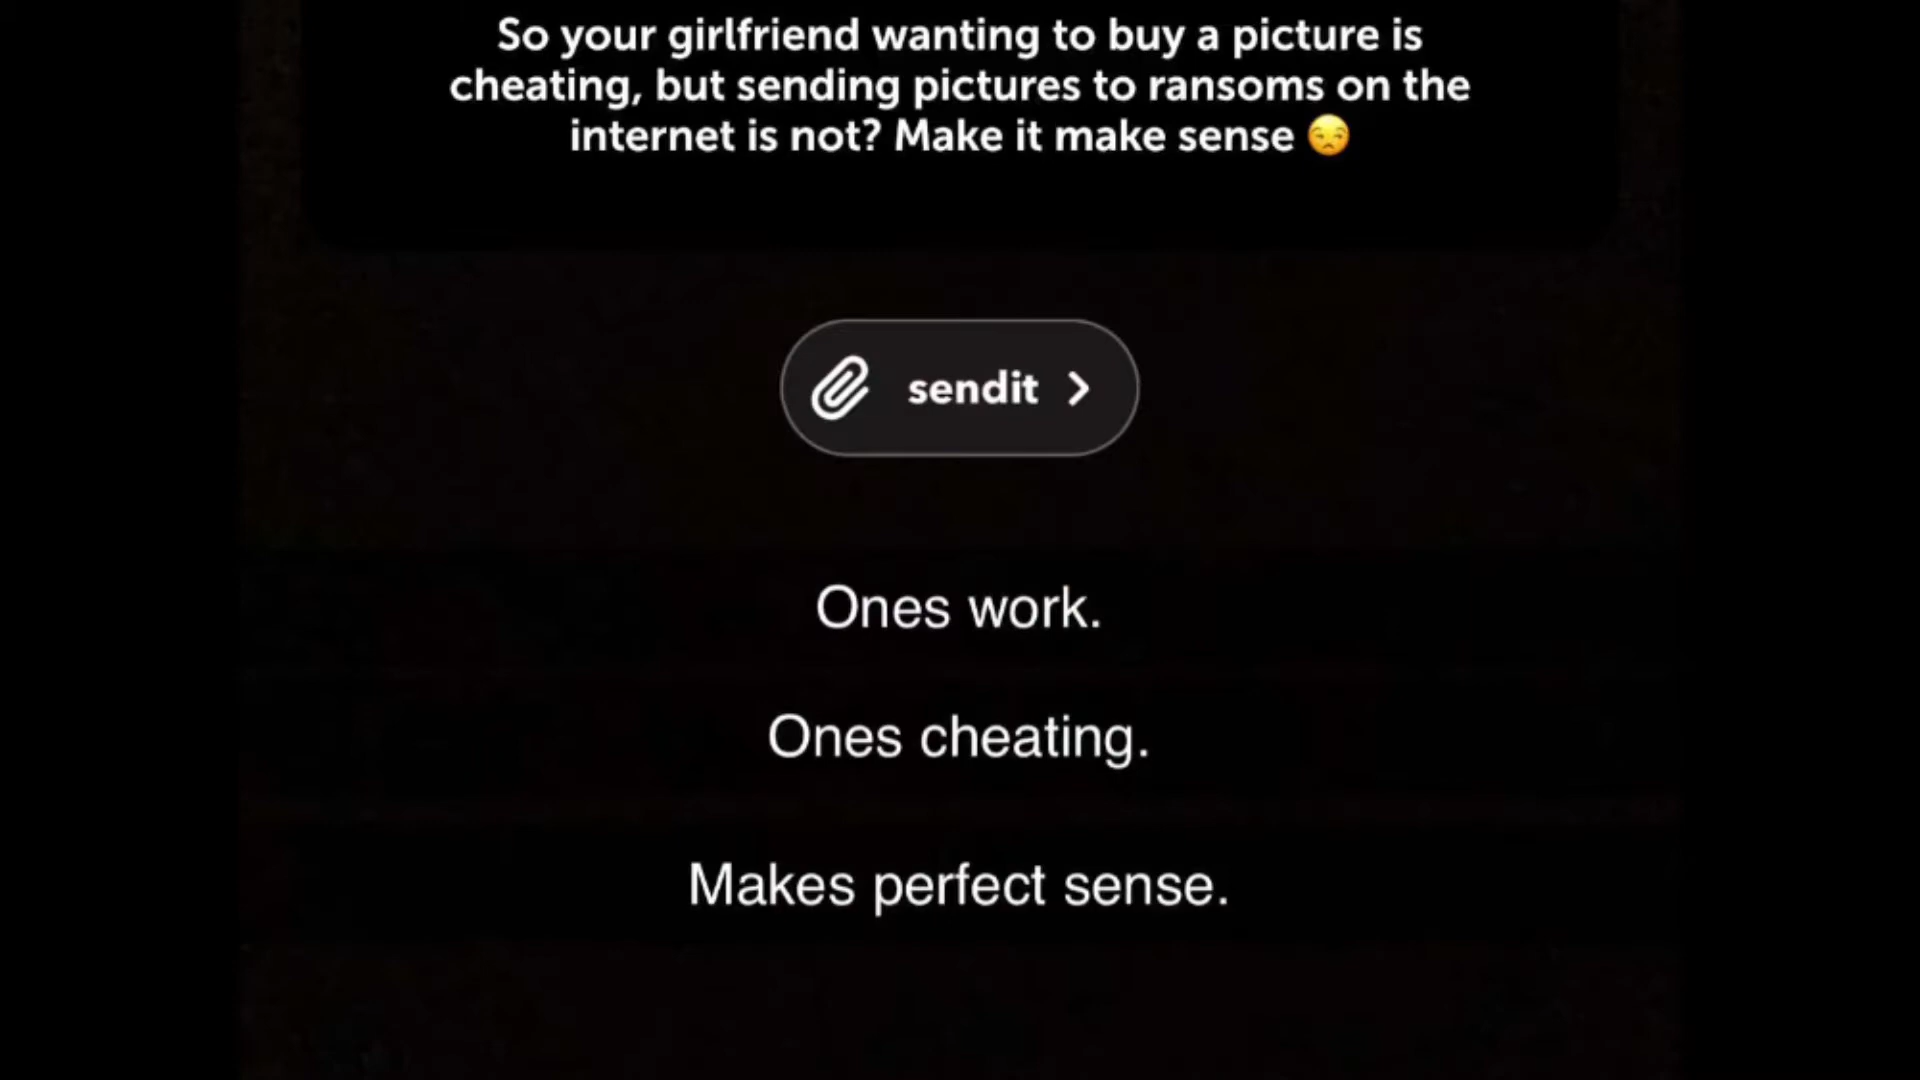 So your girlfriend wanting to buy a picture is
cheating, but sending pictures to ransoms on the
internet is not? Make it make sense 😒
sendit
Ones work.
Ones cheating.
Makes perfect sense.